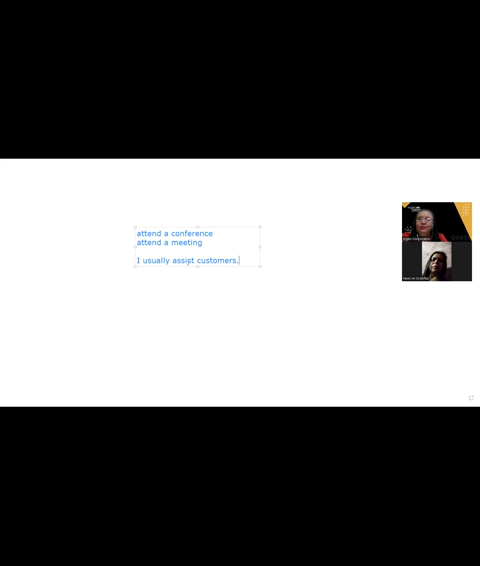 attend a conference
attend a meeting
I usually assist customers.